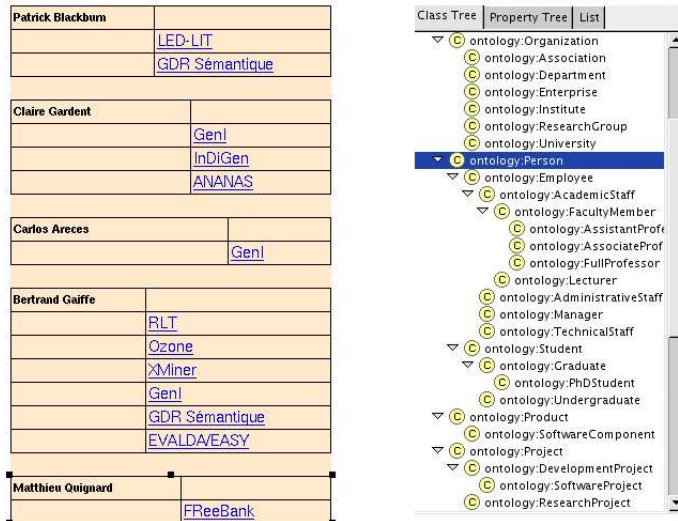 Patrick Blackburn
LED-LIT
GDR Sémantique
Claire Gardent
GenI
InDiGen
ANANAS
Carlos Areces
GenI
Bertrand Gaiffe
RLT
Ozone
XMiner
GenI
GDR Sémantique
EVALDA/EASY
Matthieu Quignard
FReeBank
Class Tree Property Tree List
ontology:Organization
ontology:Association
ontology:Department
ontology:Enterprise
ontology:Institute
ontology:ResearchGroup
ontology:University
ontology:Person
ontology:Employee
ontology:AcademicStaff
ontology:FacultyMember
ontology:AssistantProfe
ontology:AssociateProf
ontology:FullProfessor
ontology:Lecturer
ontology:AdministrativeStaff
ontology:Manager
ontology:TechnicalStaff
ontology:Student
ontology:Graduate
ontology:PhDStudent
ontology:Undergraduate
ontology:Product
ontology:SoftwareComponent
ontology:Project
ontology:DevelopmentProject
ontology:SoftwareProject
ontology:ResearchProject